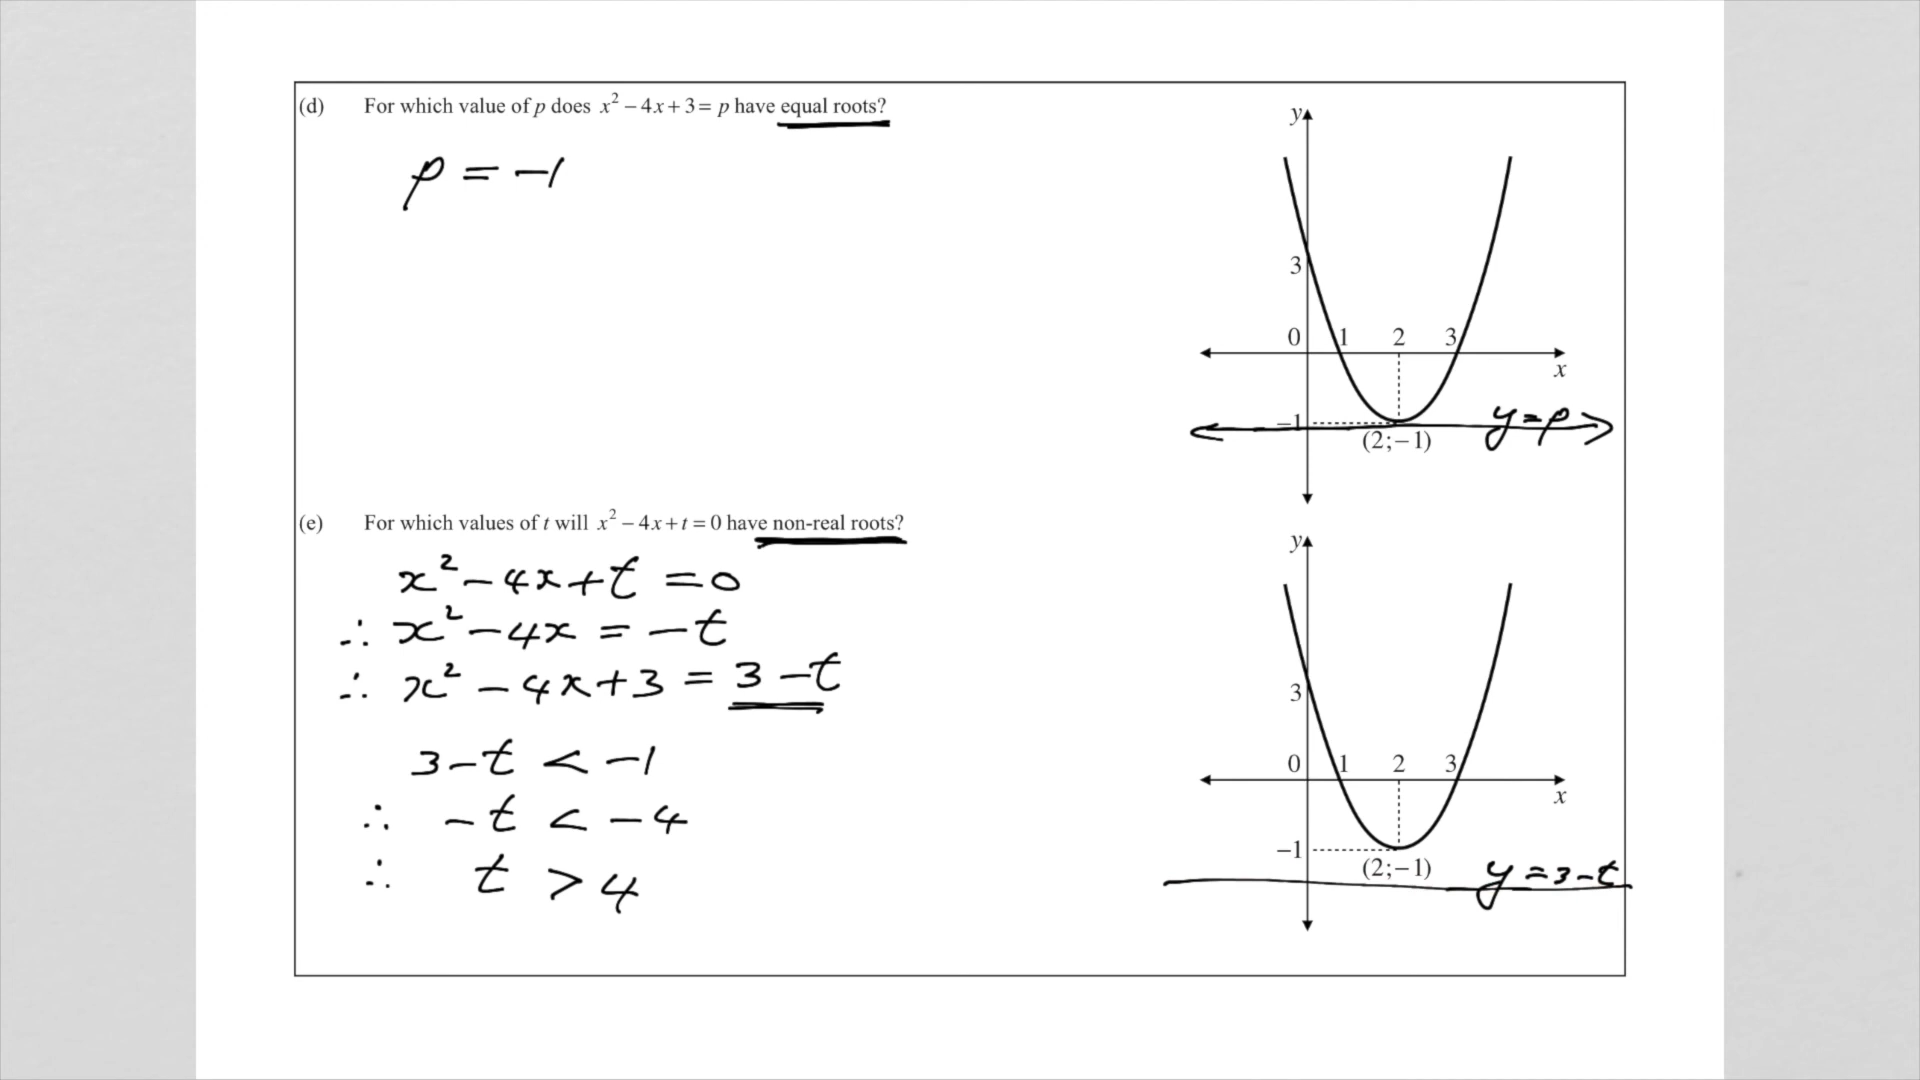 (d) For which value of p does x² – 4x + 3 = p have equal roots?
p = –1
y
3
0 1 2 3
x
–1
y = p
(2;– 1)
(e) For which values of t will x² – 4x + t = 0 have non-real roots?
x² – 4x + t = 0
∴ x² – 4x = –t
∴ x² – 4x + 3 = 3 – t
3 – t < –1
∴ –t < –4
∴ t > 4
y
3
0 1 2 3
x
–1
(2;– 1)
y = 3 – t